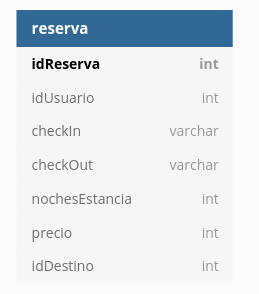 reserva
idReserva int
idUsuario int
checkIn varchar
checkOut varchar
nochesEstancia int
precio int
idDestino int